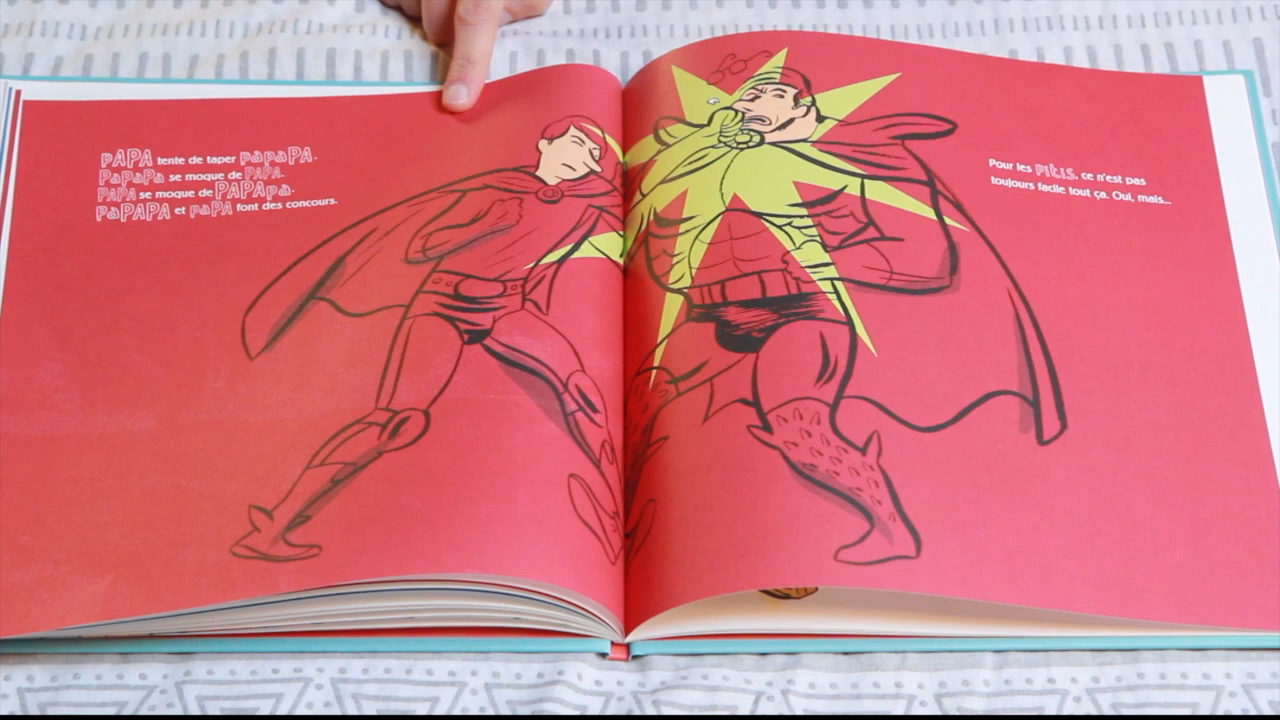 PAPA tente de taper papaPA.
PapaPa se moque de PAPA.
PAPA se moque de PAPApa.
paPAPA et paPA font des concours.
Pour les PITIS, ce n'est pas
toujours facile tout ça. Oui, mais...